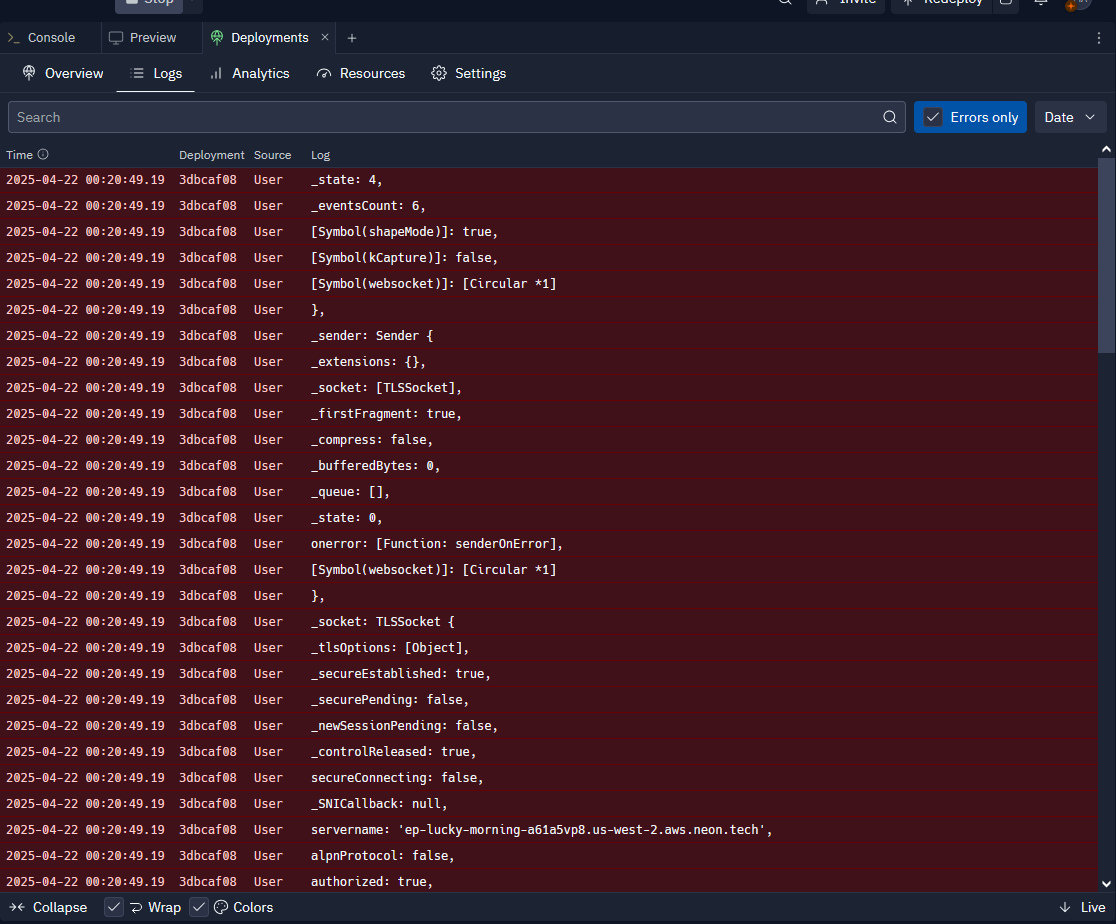 Stop
Invite
Redeploy
Console
Preview
Deployments
Overview
Logs
Analytics
Resources
Settings
Search
Errors only
Date
Time Deployment Source Log
2025-04-22 00:20:49.19 3dbcaf08 User _state: 4,
2025-04-22 00:20:49.19 3dbcaf08 User _eventsCount: 6,
2025-04-22 00:20:49.19 3dbcaf08 User [Symbol(shapeMode)]: true,
2025-04-22 00:20:49.19 3dbcaf08 User [Symbol(kCapture)]: false,
2025-04-22 00:20:49.19 3dbcaf08 User [Symbol(websocket)]: [Circular *1]
2025-04-22 00:20:49.19 3dbcaf08 User },
2025-04-22 00:20:49.19 3dbcaf08 User _sender: Sender {
2025-04-22 00:20:49.19 3dbcaf08 User _extensions: {},
2025-04-22 00:20:49.19 3dbcaf08 User _socket: [TLSSocket],
2025-04-22 00:20:49.19 3dbcaf08 User _firstFragment: true,
2025-04-22 00:20:49.19 3dbcaf08 User _compress: false,
2025-04-22 00:20:49.19 3dbcaf08 User _bufferedBytes: 0,
2025-04-22 00:20:49.19 3dbcaf08 User _queue: [],
2025-04-22 00:20:49.19 3dbcaf08 User _state: 0,
2025-04-22 00:20:49.19 3dbcaf08 User onerror: [Function: senderOnError],
2025-04-22 00:20:49.19 3dbcaf08 User [Symbol(websocket)]: [Circular *1]
2025-04-22 00:20:49.19 3dbcaf08 User },
2025-04-22 00:20:49.19 3dbcaf08 User _socket: TLSSocket {
2025-04-22 00:20:49.19 3dbcaf08 User _tlsOptions: [Object],
2025-04-22 00:20:49.19 3dbcaf08 User _secureEstablished: true,
2025-04-22 00:20:49.19 3dbcaf08 User _securePending: false,
2025-04-22 00:20:49.19 3dbcaf08 User _newSessionPending: false,
2025-04-22 00:20:49.19 3dbcaf08 User _controlReleased: true,
2025-04-22 00:20:49.19 3dbcaf08 User secureConnecting: false,
2025-04-22 00:20:49.19 3dbcaf08 User _SNICallback: null,
2025-04-22 00:20:49.19 3dbcaf08 User servername: 'ep-lucky-morning-a61a5vp8.us-west-2.aws.neon.tech',
2025-04-22 00:20:49.19 3dbcaf08 User alpnProtocol: false,
2025-04-22 00:20:49.19 3dbcaf08 User authorized: true,
Collapse
Wrap
Colors
Live